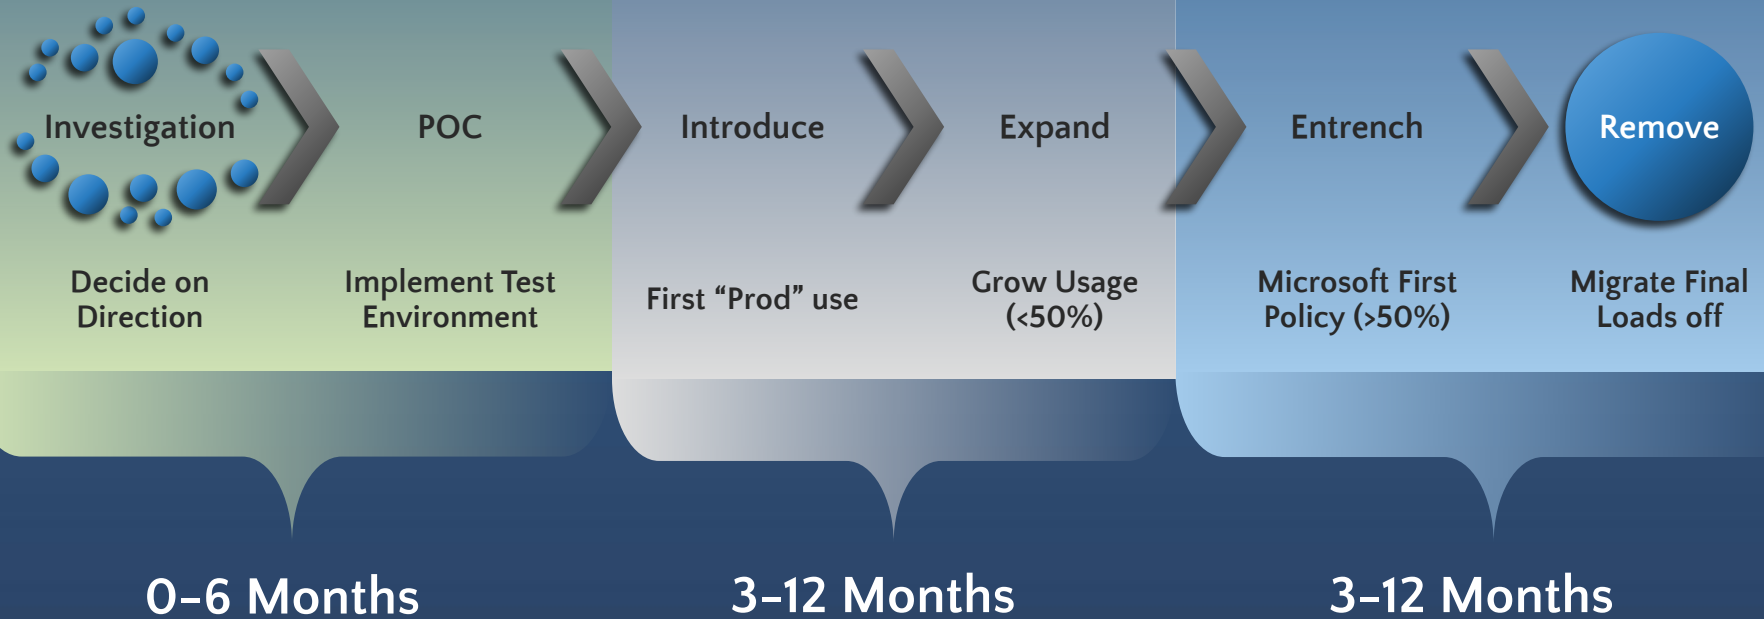 Investigation
POC
Introduce
Expand
Entrench
Remove
Decide on
Direction
Implement Test
Environment
First “Prod” use
Grow Usage
(<50%)
Microsoft First
Policy (>50%)
Migrate Final
Loads off
0–6 Months
3–12 Months
3–12 Months